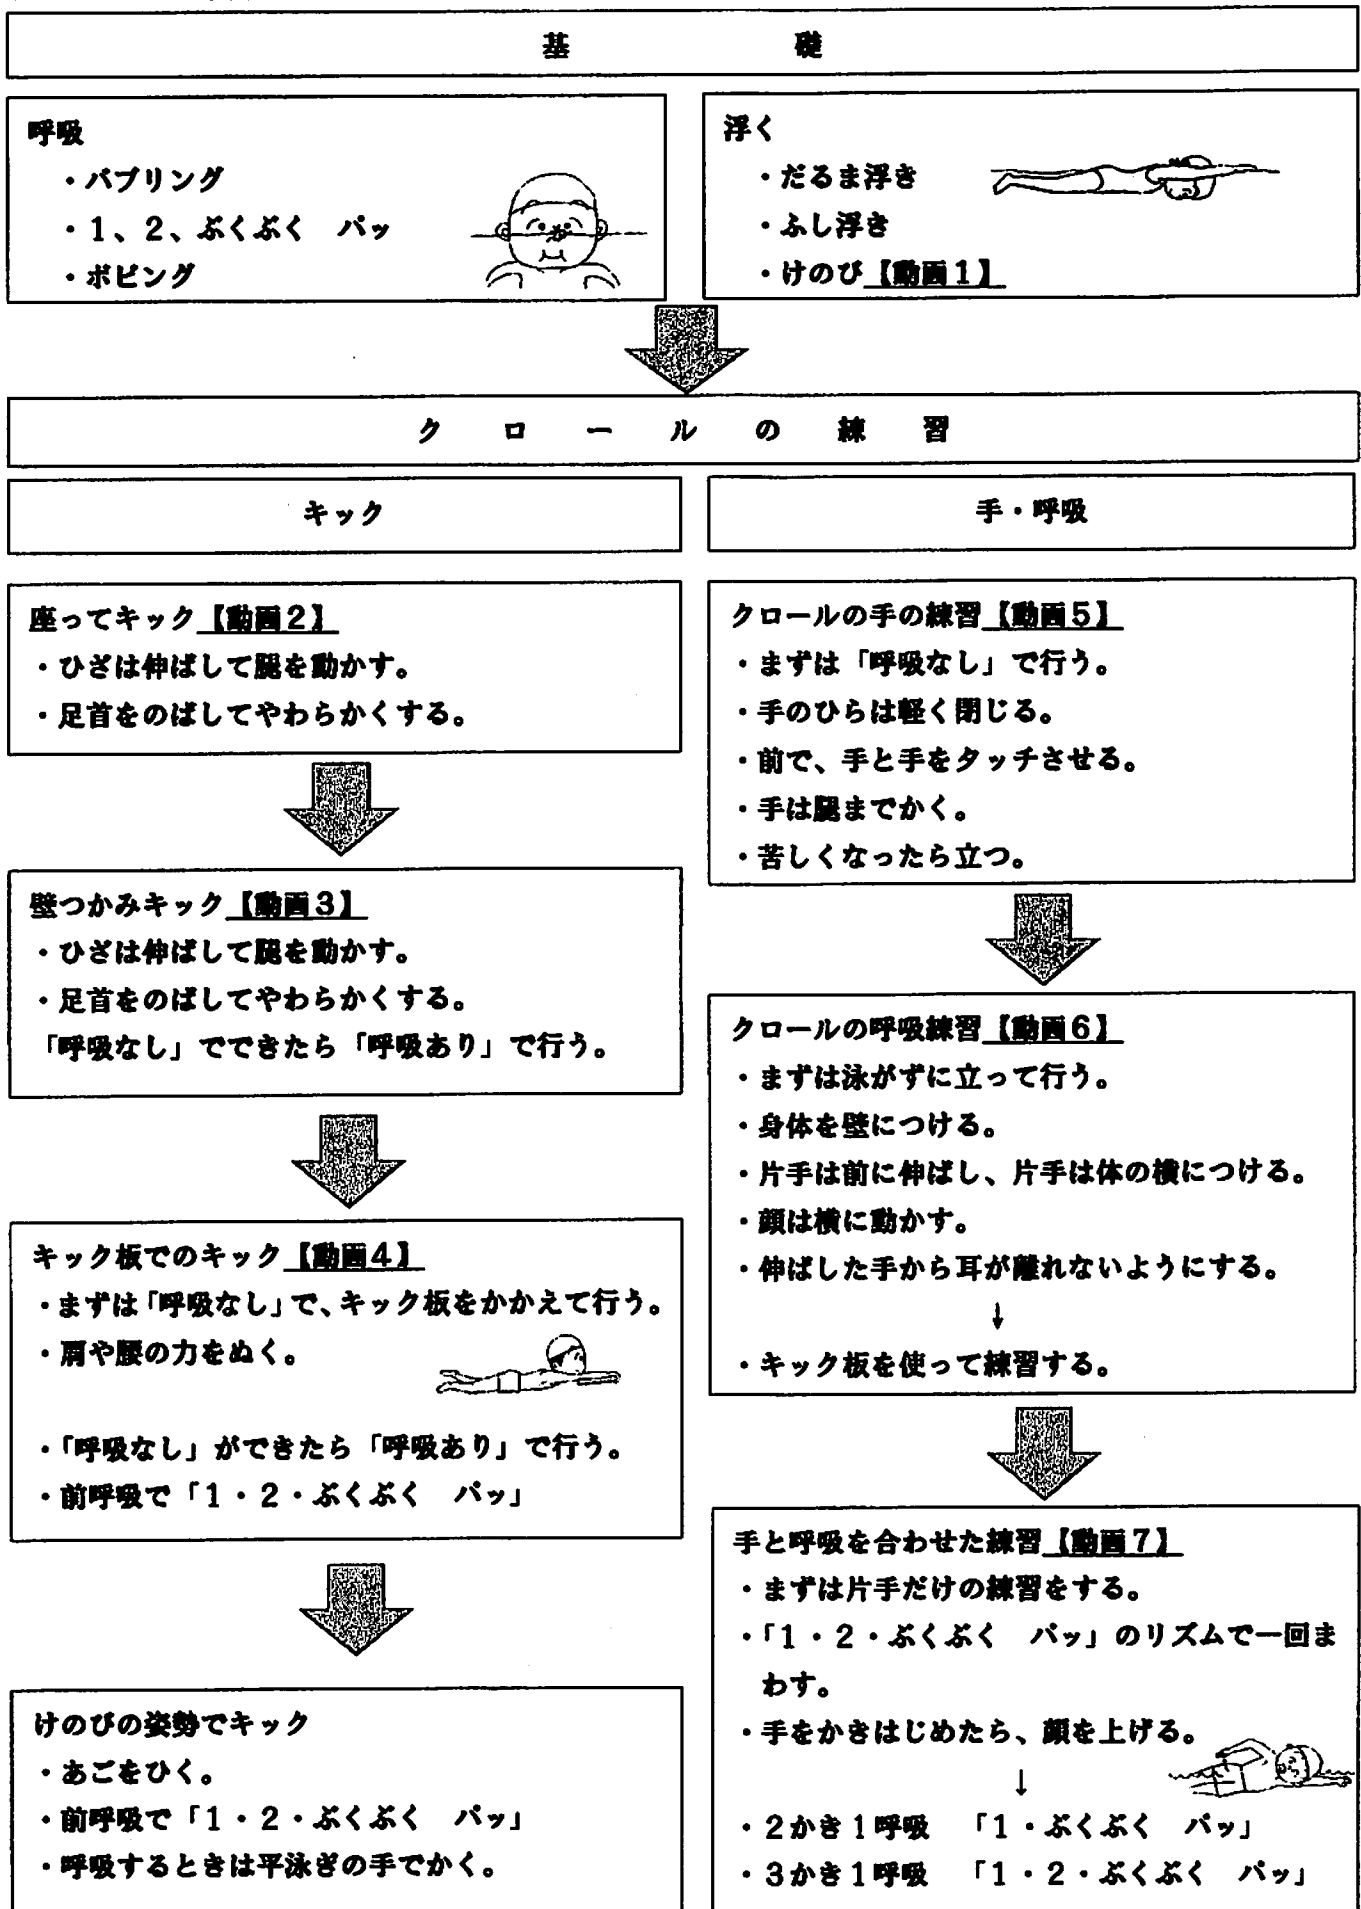 基礎
呼吸
・バブリング
・１、２、ぶくぶく　パッ
・ボビング
浮く
・だるま浮き
・ふし浮き
・けのび【動画１】
クロールの練習
キック
座ってキック【動画２】
・ひざは伸ばして腿を動かす。
・足首をのばしてやわらかくする。
壁つかみキック【動画３】
・ひざは伸ばして腿を動かす。
・足首をのばしてやわらかくする。
「呼吸なし」でできたら「呼吸あり」で行う。
キック板でのキック【動画４】
・まずは「呼吸なし」で、キック板をかかえて行う。
・肩や腰の力をぬく。
・「呼吸なし」ができたら「呼吸あり」で行う。
・前呼吸で「１・２・ぶくぶく　パッ」
けのびの姿勢でキック
・あごをひく。
・前呼吸で「１・２・ぶくぶく　パッ」
・呼吸するときは平泳ぎの手でかく。
手・呼吸
クロールの手の練習【動画５】
・まずは「呼吸なし」で行う。
・手のひらは軽く閉じる。
・前で、手と手をタッチさせる。
・手は腿までかく。
・苦しくなったら立つ。
クロールの呼吸練習【動画６】
・まずは泳がずに立って行う。
・身体を壁につける。
・片手は前に伸ばし、片手は体の横につける。
・顔は横に動かす。
・伸ばした手から耳が離れないようにする。
↓
・キック板を使って練習する。
手と呼吸を合わせた練習【動画７】
・まずは片手だけの練習をする。
・「１・２・ぶくぶく　パッ」のリズムで一回ま
わす。
・手をかきはじめたら、顔を上げる。
↓
・２かき１呼吸　「１・ぶくぶく　パッ」
・３かき１呼吸　「１・２・ぶくぶく　パッ」